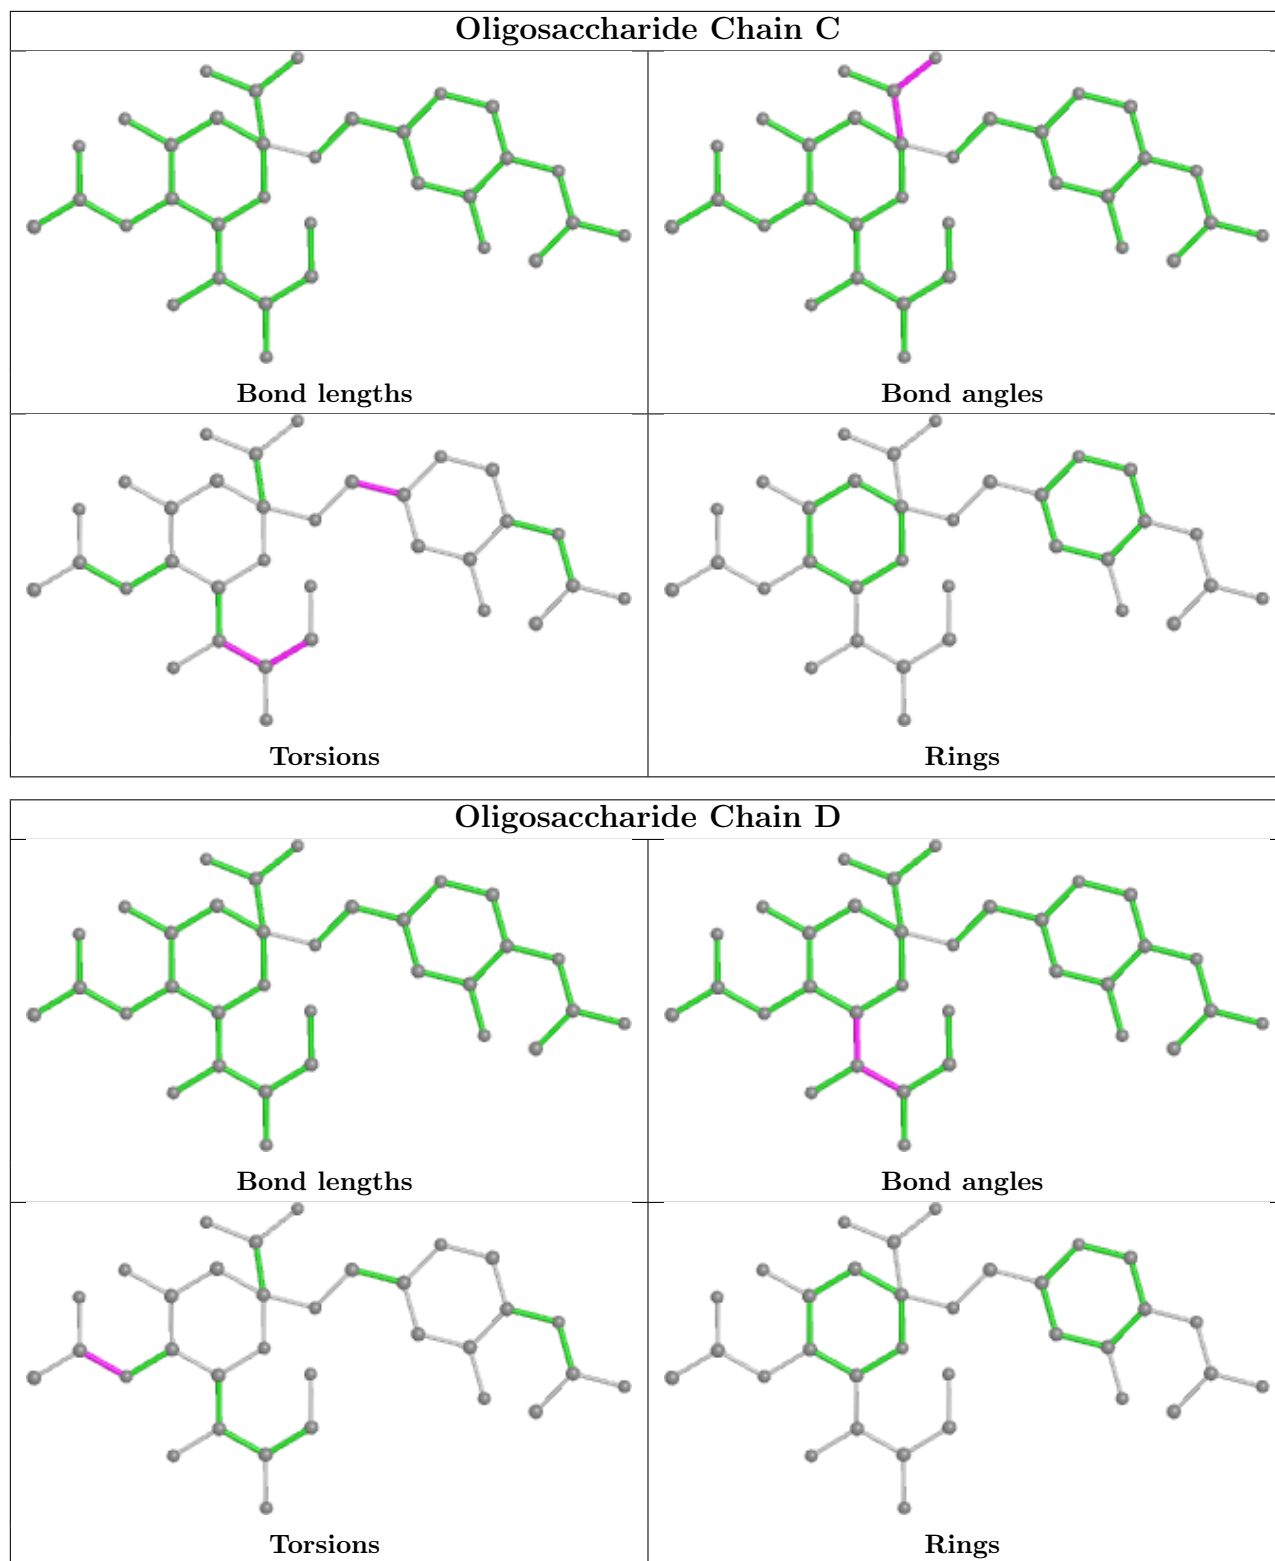 Oligosaccharide Chain C
Bond lengths
Bond angles
Torsions
Rings
Oligosaccharide Chain D
Bond lengths
Bond angles
Torsions
Rings